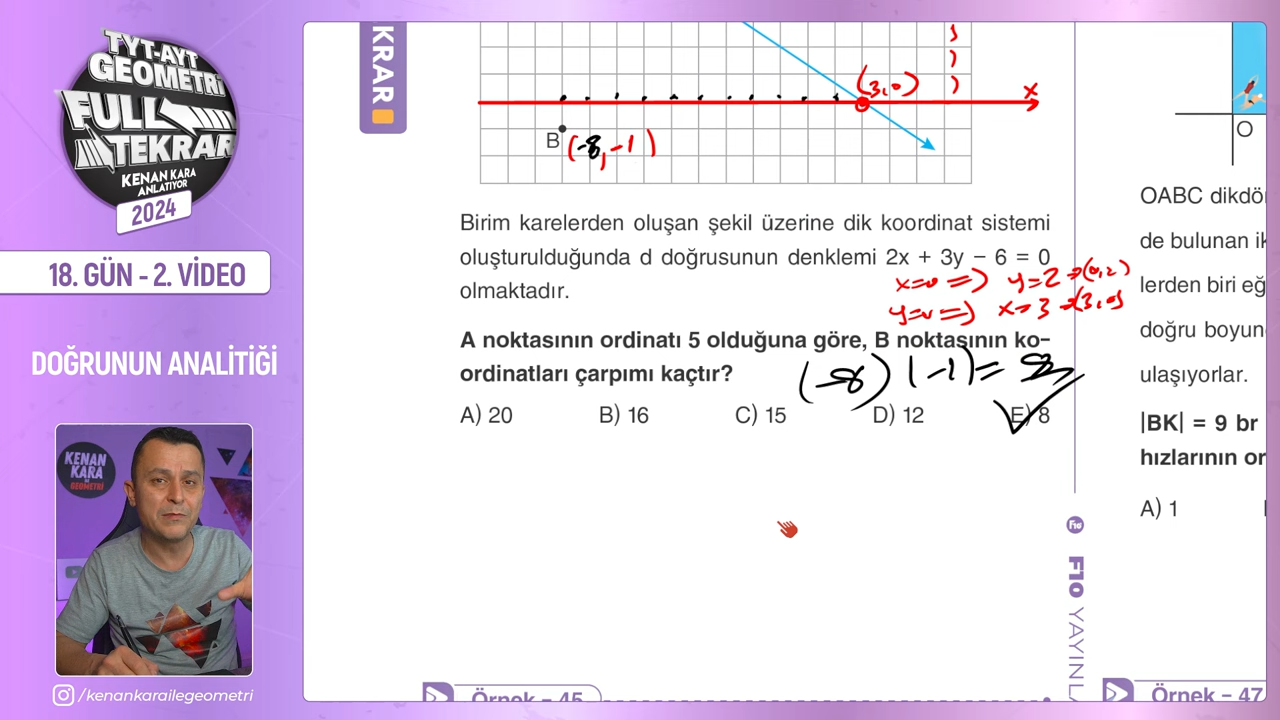 TYT-AYT
GEOMETRİ
FULL
TEKRAR
KENAN KARA
ANLATIYOR
2024
18. GÜN - 2. VİDEO
DOĞRUNUN ANALİTİĞİ
KENAN
KARA
GEOMETRİ
/kenankarailegeometri
KRAR
(3,0)
x
B (-8,-1)
Birim karelerden oluşan şekil üzerine dik koordinat sistemi
oluşturulduğunda d doğrusunun denklemi 2x + 3y − 6 = 0
olmaktadır.
x=0 => y=2 => (0,2)
y=0 => x=3 => (3,0)
A noktasının ordinatı 5 olduğuna göre, B noktasının ko-
ordinatları çarpımı kaçtır?
(-8) (-1) = 8
A) 20 B) 16 C) 15 D) 12 E) 8
Örnek – 45
F10
F10 YAYINL
O
OABC dikdö
de bulunan ik
lerden biri eğ
doğru boyun
ulaşıyorlar.
|BK| = 9 br
hızlarının or
A) 1
Örnek – 47